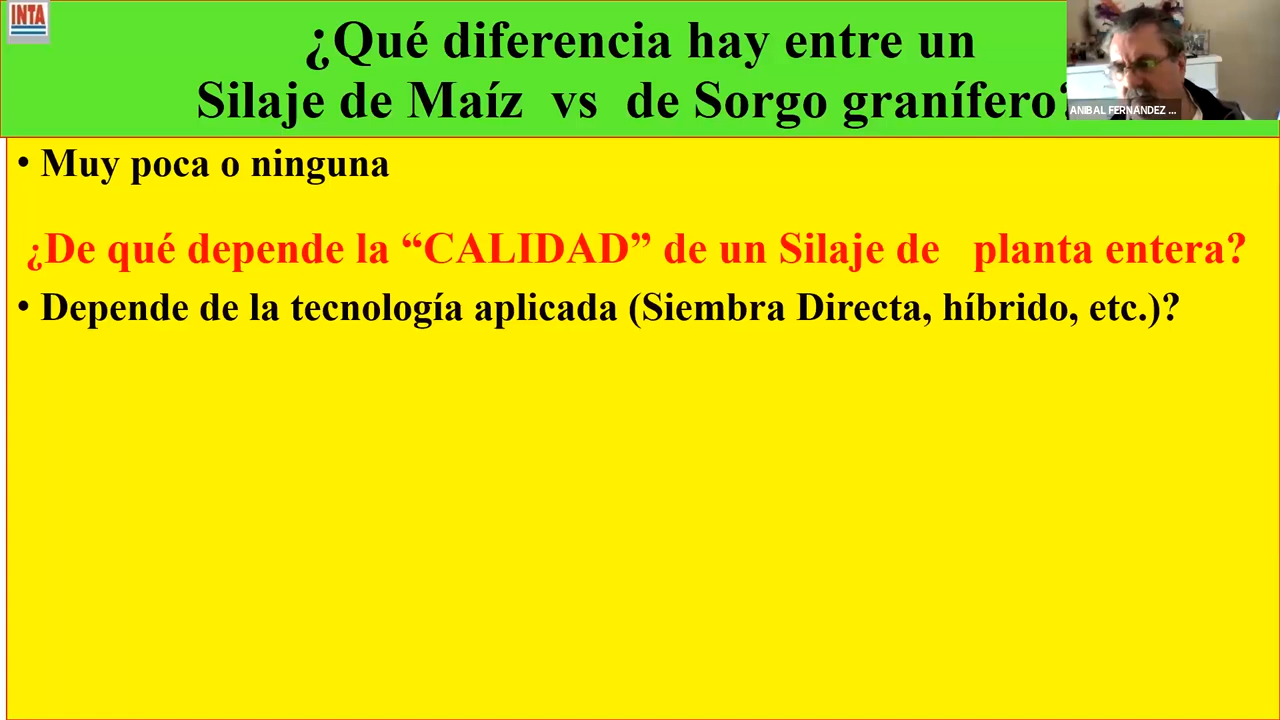 INTA
¿Qué diferencia hay entre un
Silaje de Maíz vs de Sorgo granífero?
ANIBAL FERNANDEZ ...
• Muy poca o ninguna
¿De qué depende la “CALIDAD” de un Silaje de planta entera?
• Depende de la tecnología aplicada (Siembra Directa, híbrido, etc.)?